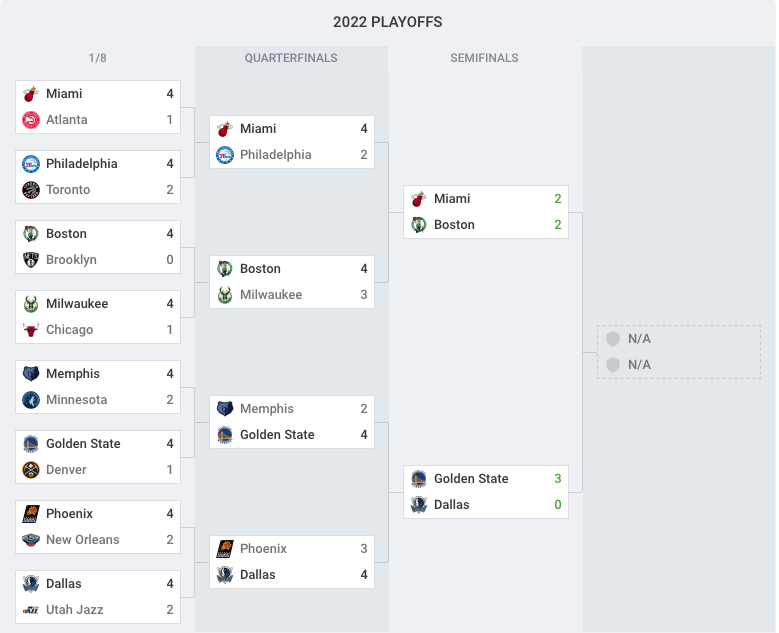 2022 PLAYOFFS
1/8
QUARTERFINALS
SEMIFINALS
Miami 4
Atlanta 1
Philadelphia 4
Toronto 2
Boston 4
Brooklyn 0
Milwaukee 4
Chicago 1
Memphis 4
Minnesota 2
Golden State 4
Denver 1
Phoenix 4
New Orleans 2
Dallas 4
Utah Jazz 2
Miami 4
Philadelphia 2
Boston 4
Milwaukee 3
Memphis 2
Golden State 4
Phoenix 3
Dallas 4
Miami 2
Boston 2
Golden State 3
Dallas 0
N/A
N/A